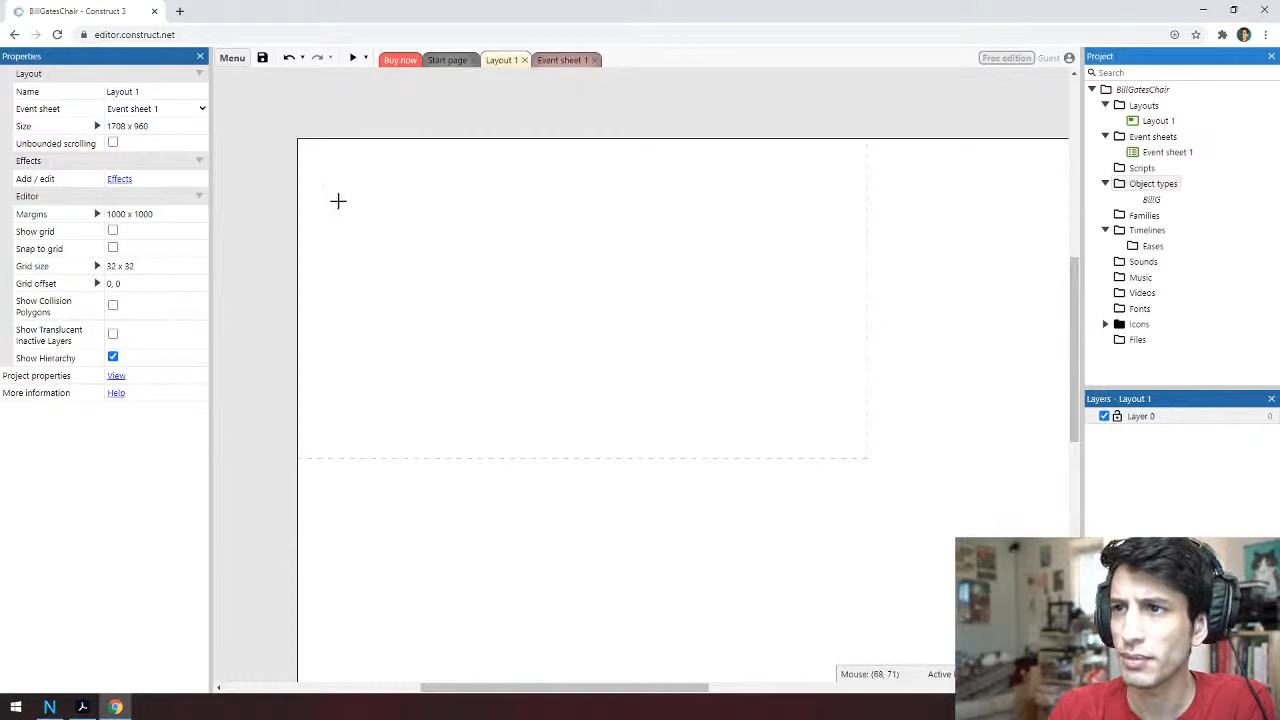 BillGatesChair - Construct 3
editor.construct.net
Properties
Menu
Buy now
Start page
Layout 1
Event sheet 1
Free edition
Guest
Project
Layout
Name
Layout 1
Event sheet
Event sheet 1
Size
1708 x 960
Unbounded scrolling
Effects
Add / edit
Effects
Editor
Margins
1000 x 1000
Show grid
Snap to grid
Grid size
32 x 32
Grid offset
0, 0
Show Collision
Polygons
Show Translucent
Inactive Layers
Show Hierarchy
Project properties
View
More information
Help
Search
BillGatesChair
Layouts
Layout 1
Event sheets
Event sheet 1
Scripts
Object types
BillG
Families
Timelines
Eases
Sounds
Music
Videos
Fonts
Icons
Files
Layers - Layout 1
Layer 0
0
Mouse: (68, 71)
Active